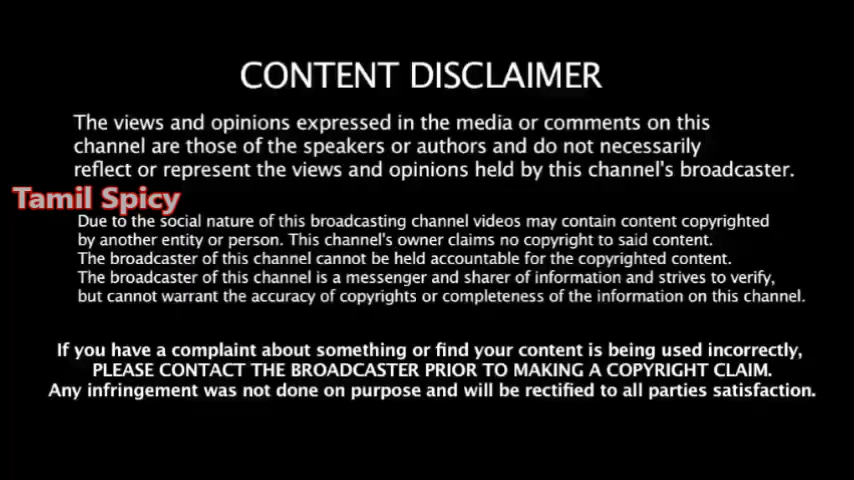 CONTENT DISCLAIMER
The views and opinions expressed in the media or comments on this
channel are those of the speakers or authors and do not necessarily
reflect or represent the views and opinions held by this channel's broadcaster.
Tamil Spicy
Due to the social nature of this broadcasting channel videos may contain content copyrighted
by another entity or person. This channel's owner claims no copyright to said content.
The broadcaster of this channel cannot be held accountable for the copyrighted content.
The broadcaster of this channel is a messenger and sharer of information and strives to verify,
but cannot warrant the accuracy of copyrights or completeness of the information on this channel.
If you have a complaint about something or find your content is being used incorrectly,
PLEASE CONTACT THE BROADCASTER PRIOR TO MAKING A COPYRIGHT CLAIM.
Any infringement was not done on purpose and will be rectified to all parties satisfaction.